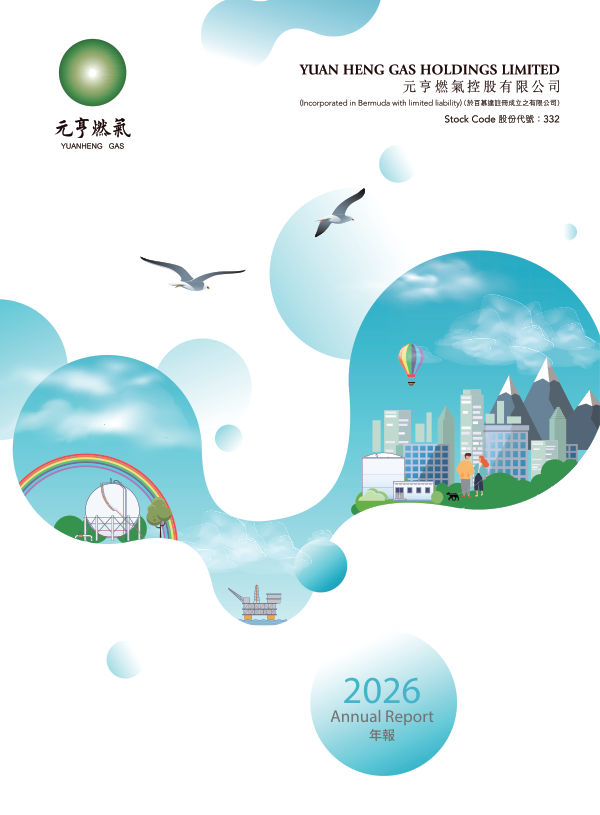 元亨燃氣
YUANHENG GAS
YUAN HENG GAS HOLDINGS LIMITED
元亨燃氣控股有限公司
(Incorporated in Bermuda with limited liability) (於百慕達註冊成立之有限公司)
Stock Code 股份代號：332
2026
Annual Report
年報